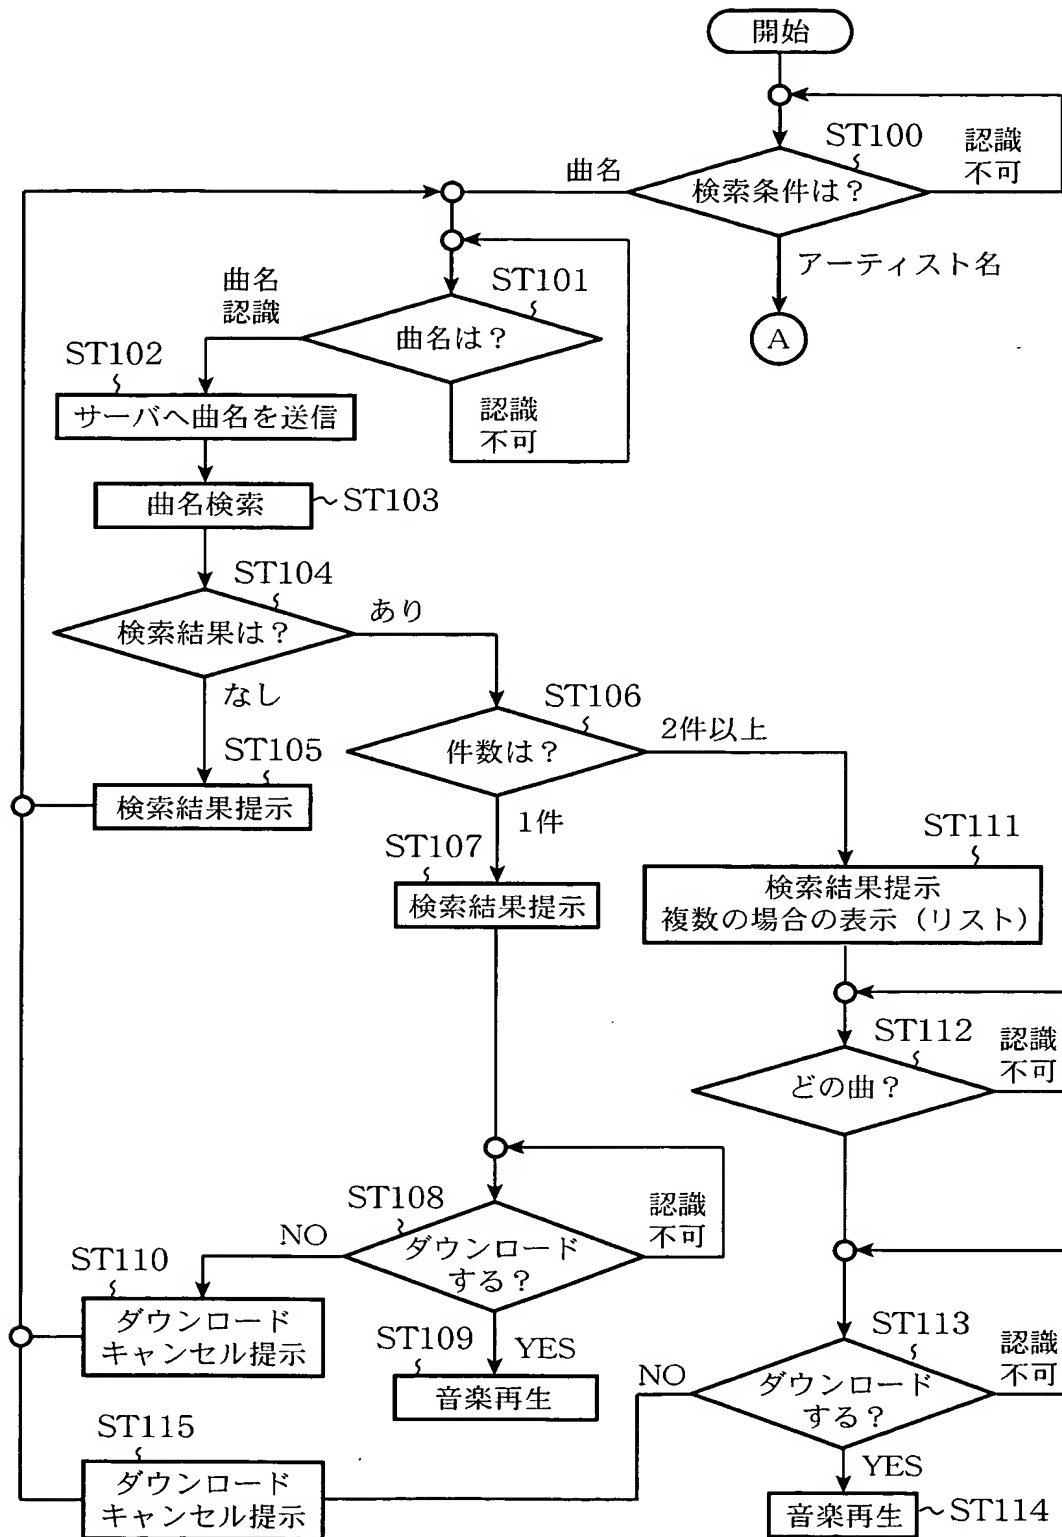 開始
ST100
認識
不可
検索条件は？
曲名
アーティスト名
A
ST101
曲名
認識
曲名は？
認識
不可
ST102
サーバへ曲名を送信
曲名検索
ST103
ST104
検索結果は？
あり
なし
ST105
検索結果提示
ST106
件数は？
2件以上
1件
ST107
検索結果提示
ST111
検索結果提示
複数の場合の表示（リスト）
ST112
どの曲？
認識
不可
ST108
ダウンロード
する？
認識
不可
NO
ST110
ダウンロード
キャンセル提示
YES
ST109
音楽再生
ST113
ダウンロード
する？
認識
不可
NO
ST115
ダウンロード
キャンセル提示
YES
音楽再生
ST114